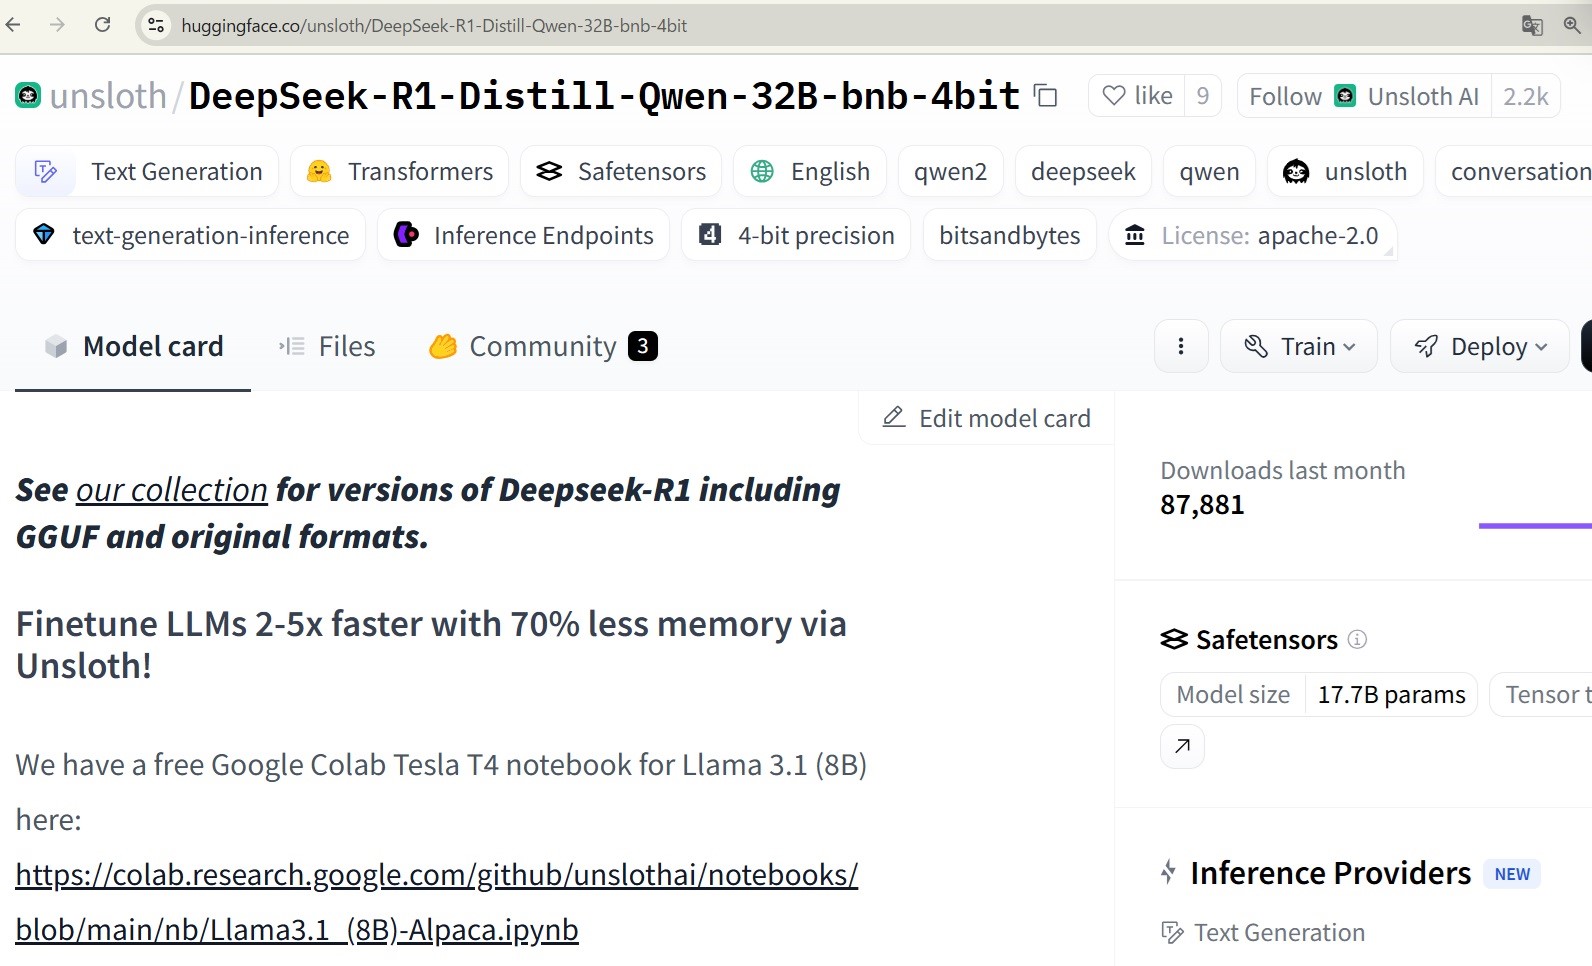 huggingface.co/unsloth/DeepSeek-R1-Distill-Qwen-32B-bnb-4bit
unsloth/DeepSeek-R1-Distill-Qwen-32B-bnb-4bit like 9 Follow Unsloth AI 2.2k
Text Generation Transformers Safetensors English qwen2 deepseek qwen unsloth conversation
text-generation-inference Inference Endpoints 4-bit precision bitsandbytes License: apache-2.0
Model card Files Community 3 Train Deploy
Edit model card
See our collection for versions of Deepseek-R1 including
GGUF and original formats.
Finetune LLMs 2-5x faster with 70% less memory via
Unsloth!
We have a free Google Colab Tesla T4 notebook for Llama 3.1 (8B)
here:
https://colab.research.google.com/github/unslothai/notebooks/
blob/main/nb/Llama3.1_(8B)-Alpaca.ipynb
Downloads last month
87,881
Safetensors
Model size 17.7B params Tensor t
Inference Providers NEW
Text Generation